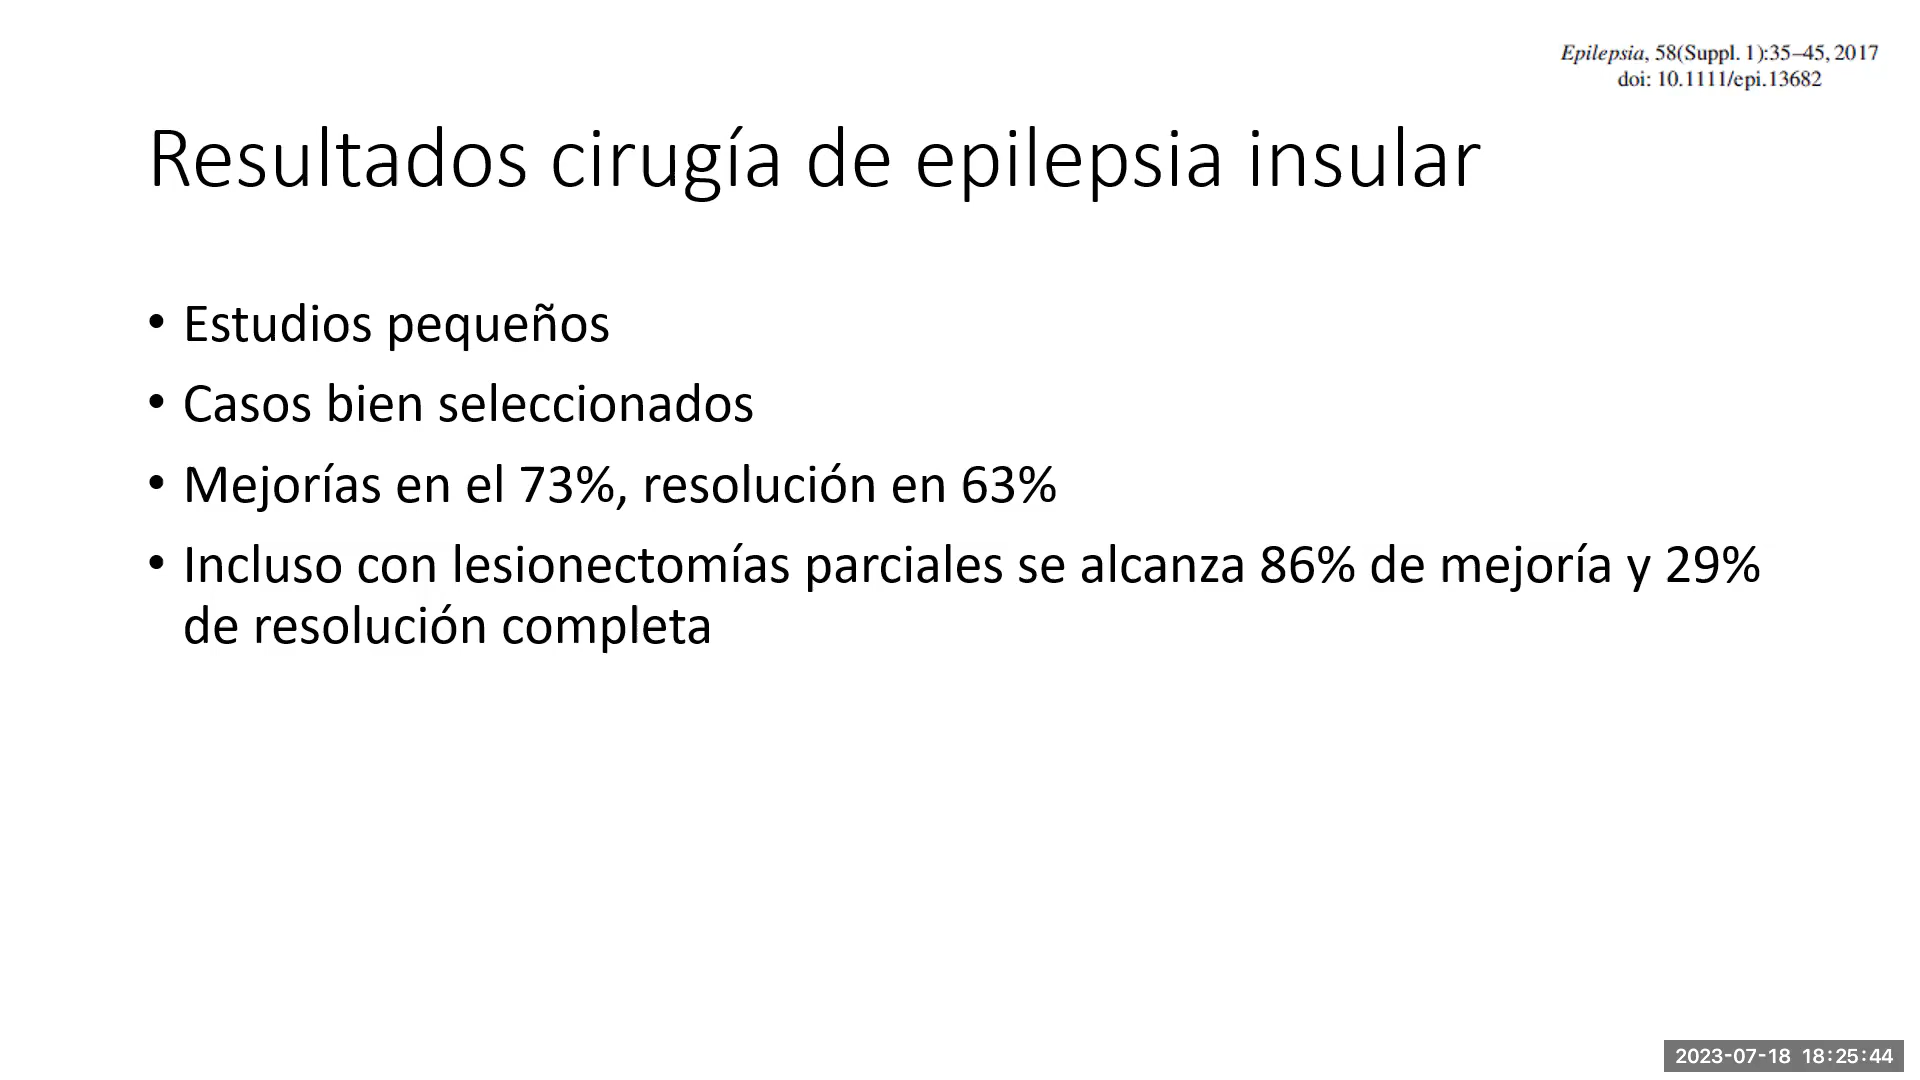 Epilepsia, 58(Suppl. 1):35–45, 2017
doi: 10.1111/epi.13682
Resultados cirugía de epilepsia insular
• Estudios pequeños
• Casos bien seleccionados
• Mejorías en el 73%, resolución en 63%
• Incluso con lesionectomías parciales se alcanza 86% de mejoría y 29%
de resolución completa
2023-07-18 18:25:44